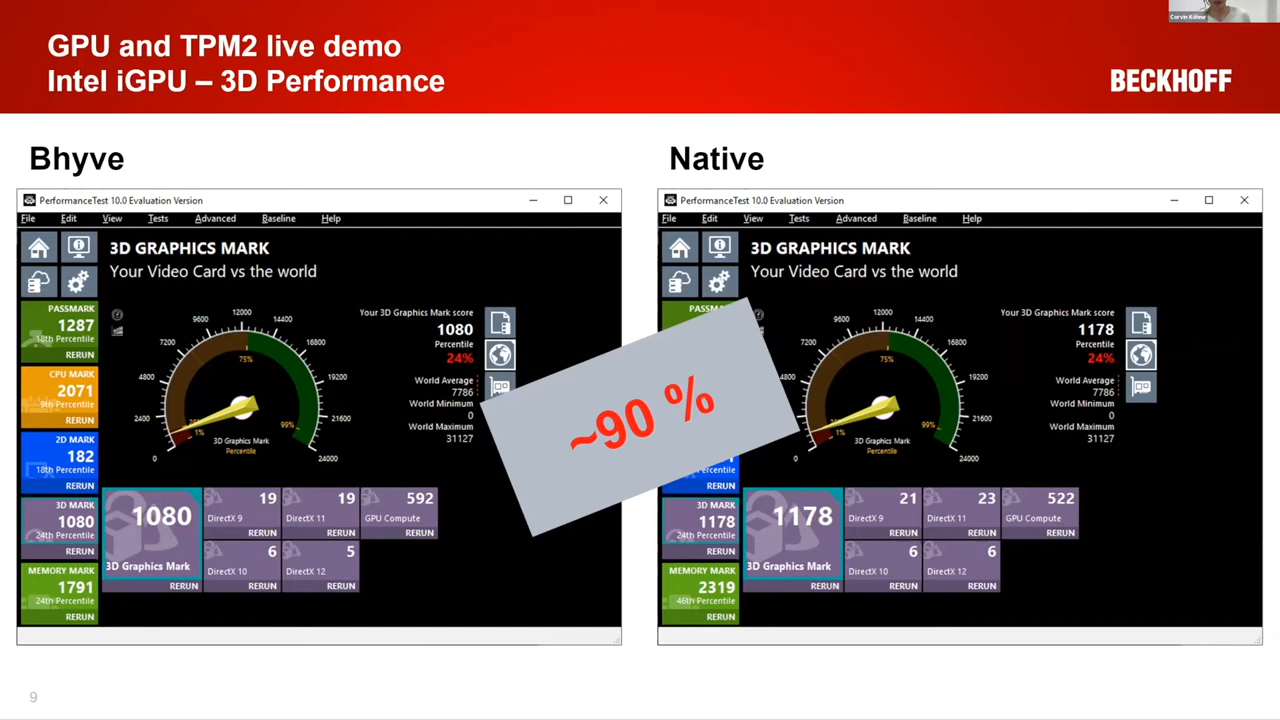 GPU and TPM2 live demo
Intel iGPU – 3D Performance
Corvin Köhne
BECKHOFF
Bhyve
PerformanceTest 10.0 Evaluation Version
File Edit View Tests Advanced Baseline Help
3D GRAPHICS MARK
Your Video Card vs the world
PASSMARK
1287
18th Percentile
RERUN
CPU MARK
2071
9th Percentile
RERUN
2D MARK
182
18th Percentile
RERUN
3D MARK
1080
24th Percentile
RERUN
MEMORY MARK
1791
24th Percentile
RERUN
0
2400
4800
7200
9600
12000
14400
16800
19200
21600
24000
1%
75%
99%
3D Graphics Mark
Percentile
Your 3D Graphics Mark score
1080
Percentile
24%
World Average
7786
World Minimum
0
World Maximum
31127
1080
3D Graphics Mark
RERUN
19
DirectX 9
RERUN
19
DirectX 11
RERUN
592
GPU Compute
RERUN
6
DirectX 10
RERUN
5
DirectX 12
RERUN
~90 %
Native
PerformanceTest 10.0 Evaluation Version
File Edit View Tests Advanced Baseline Help
3D GRAPHICS MARK
Your Video Card vs the world
PASSMARK
RERUN
3D MARK
1178
24th Percentile
RERUN
MEMORY MARK
2319
46th Percentile
RERUN
0
2400
4800
7200
9600
12000
14400
16800
19200
21600
24000
1%
75%
99%
3D Graphics Mark
Percentile
Your 3D Graphics Mark score
1178
Percentile
24%
World Average
7786
World Minimum
0
World Maximum
31127
1178
3D Graphics Mark
RERUN
21
DirectX 9
RERUN
23
DirectX 11
RERUN
522
GPU Compute
RERUN
6
DirectX 10
RERUN
6
DirectX 12
RERUN
9